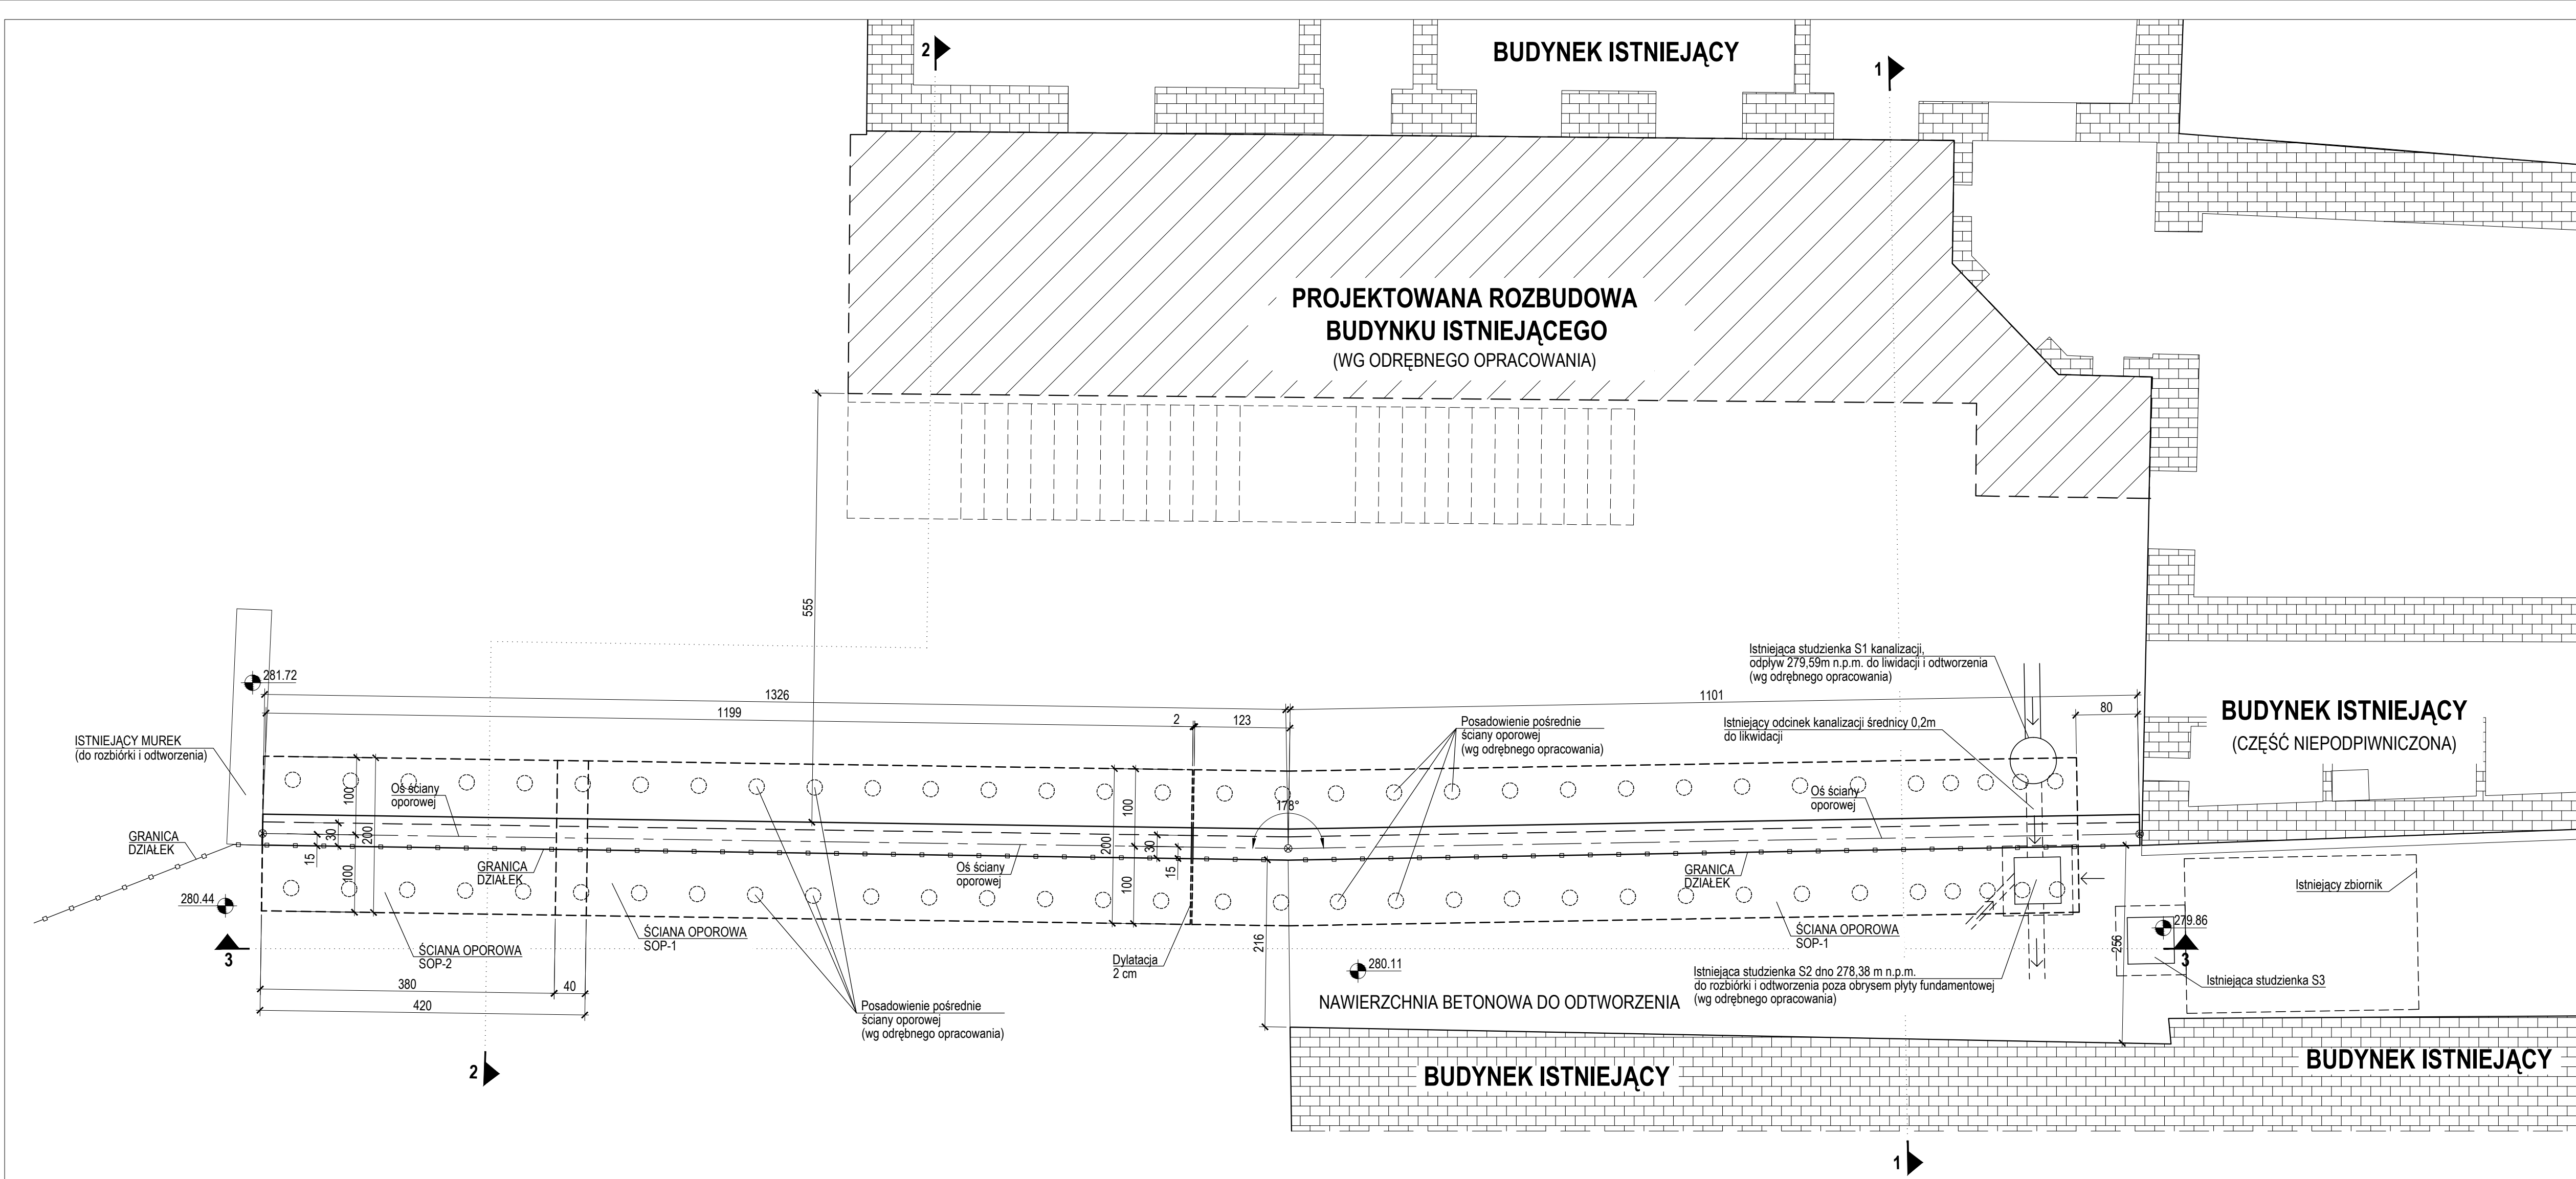 2
BUDYNEK ISTNIEJĄCY
1
PROJEKTOWANA ROZBUDOWA
BUDYNKU ISTNIEJĄCEGO
(WG ODRĘBNEGO OPRACOWANIA)
555
Istniejąca studzienka S1 kanalizacji,
odpływ 279,59m n.p.m. do liwidacji i odtworzenia
(wg odrębnego opracowania)
281.72
1326
1101
1199
2
123
80
BUDYNEK ISTNIEJĄCY
(CZĘŚĆ NIEPODPIWNICZONA)
Posadowienie pośrednie
ściany oporowej
(wg odrębnego opracowania)
Istniejący odcinek kanalizacji średnicy 0,2m
do likwidacji
ISTNIEJĄCY MUREK
(do rozbiórki i odtworzenia)
Oś ściany
oporowej
100
200
30
15
100
100
200
30
15
100
178°
Oś ściany
oporowej
GRANICA
DZIAŁEK
GRANICA
DZIAŁEK
Oś ściany
oporowej
GRANICA
DZIAŁEK
Istniejący zbiornik
280.44
279.86
3
ŚCIANA OPOROWA
SOP-2
ŚCIANA OPOROWA
SOP-1
Dylatacja
2 cm
216
ŚCIANA OPOROWA
SOP-1
256
3
280.11
Istniejąca studzienka S2 dno 278,38 m n.p.m.
do rozbiórki i odtworzenia poza obrysem płyty fundamentowej
(wg odrębnego opracowania)
Istniejąca studzienka S3
380
40
420
Posadowienie pośrednie
ściany oporowej
(wg odrębnego opracowania)
NAWIERZCHNIA BETONOWA DO ODTWORZENIA
2
BUDYNEK ISTNIEJĄCY
BUDYNEK ISTNIEJĄCY
1